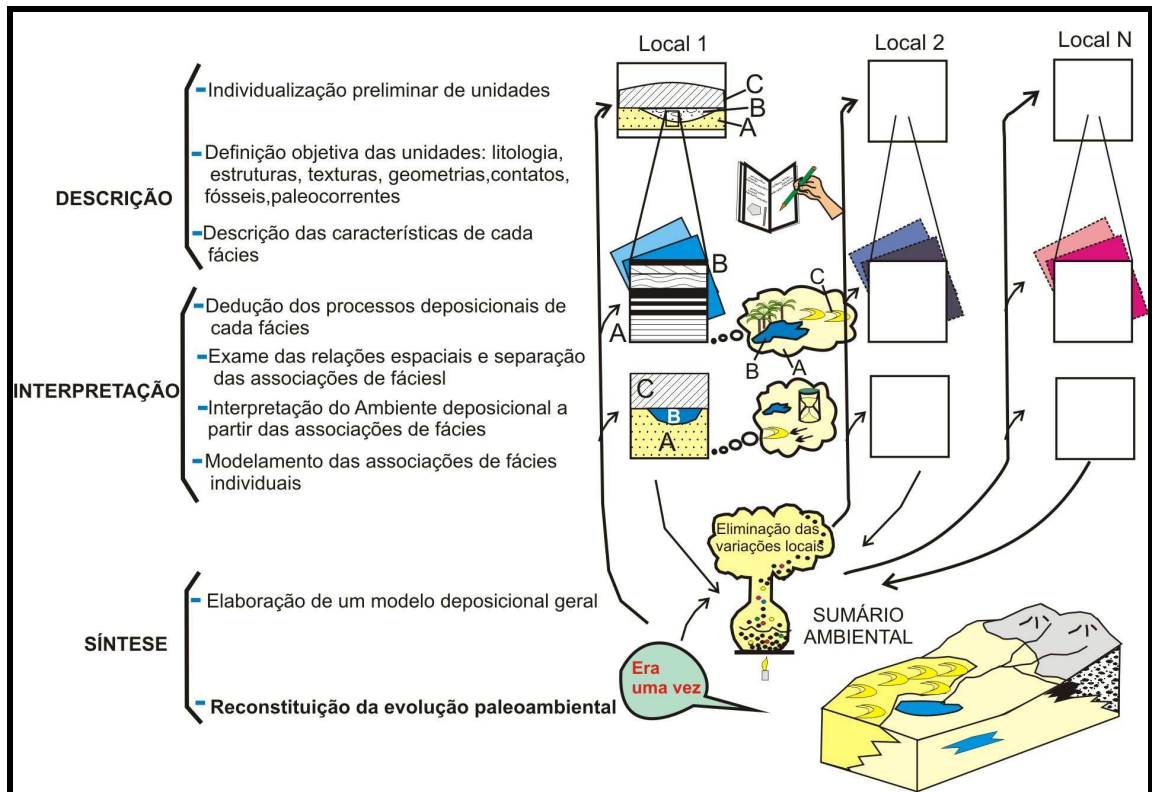 Local 1
Local 2
Local N
C
B
A
DESCRIÇÃO
Individualização preliminar de unidades
Definição objetiva das unidades: litologia,
estruturas, texturas, geometrias,contatos,
fósseis,paleocorrentes
Descrição das características de cada
fácies
B
A
C
B
A
INTERPRETAÇÃO
Dedução dos processos deposicionais de
cada fácies
Exame das relações espaciais e separação
das associações de fáciesl
Interpretação do Ambiente deposicional a
partir das associações de fácies
Modelamento das associações de fácies
individuais
C
B
A
Eliminação das
variações locais
SÍNTESE
Elaboração de um modelo deposicional geral
SUMÁRIO
AMBIENTAL
Era
uma vez
Reconstituição da evolução paleoambiental